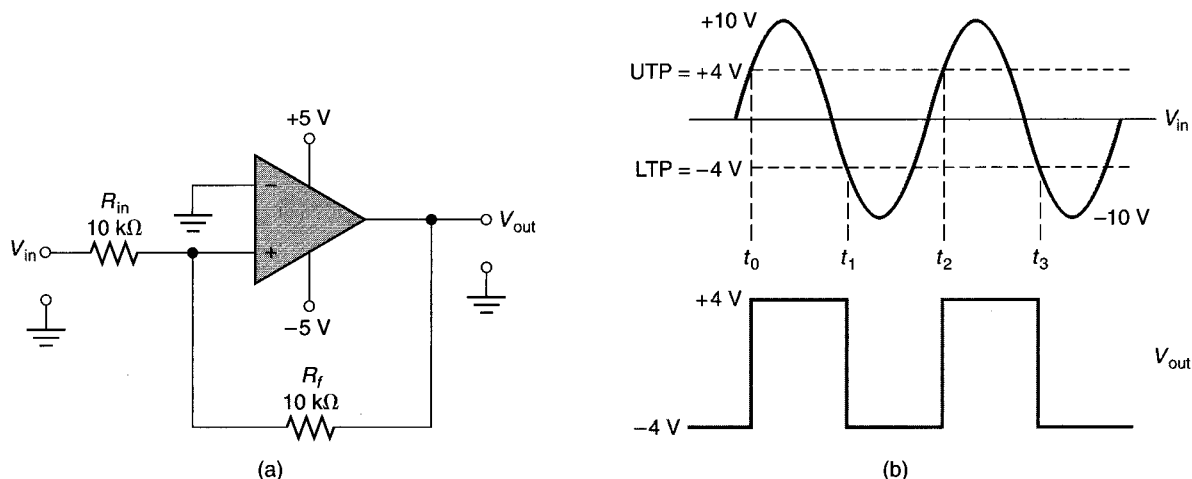 +5 V
R_in
10 kΩ
V_in
−
+
V_out
−5 V
R_f
10 kΩ
(a)
+10 V
UTP = +4 V
V_in
LTP = −4 V
−10 V
t_0 t_1 t_2 t_3
+4 V
V_out
−4 V
(b)